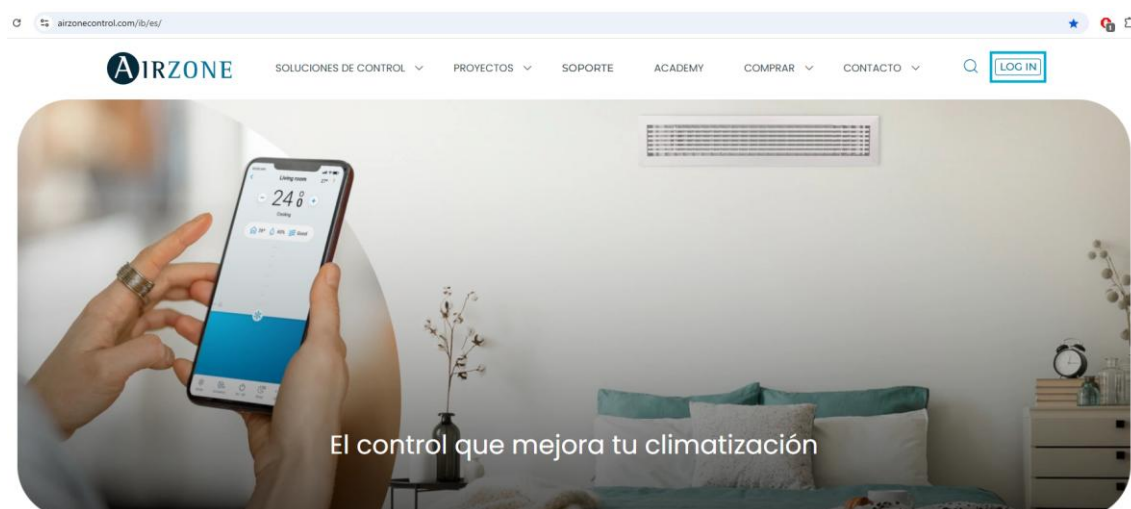 airzonecontrol.com/ib/es/
AIRZONE SOLUCIONES DE CONTROL PROYECTOS SOPORTE ACADEMY COMPRAR CONTACTO LOG IN
Living room
24
Cooling
Good
El control que mejora tu climatización